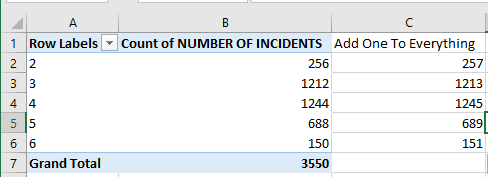 A B C
1 Row Labels Count of NUMBER OF INCIDENTS Add One To Everything
2 2 256 257
3 3 1212 1213
4 4 1244 1245
5 5 688 689
6 6 150 151
7 Grand Total 3550